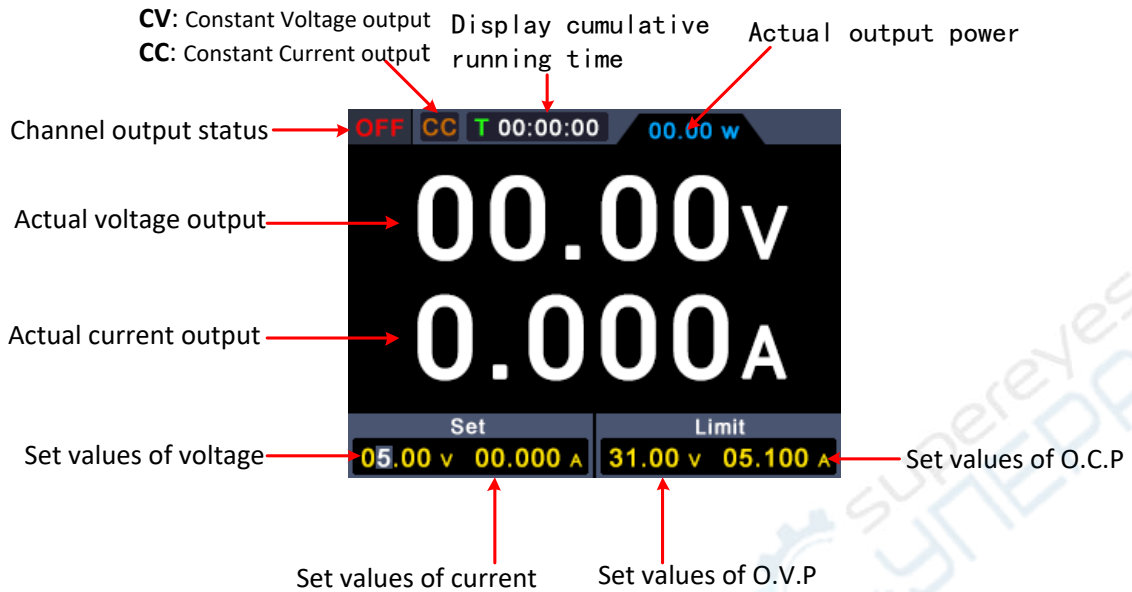 CV: Constant Voltage output
CC: Constant Current output
Display cumulative
running time
Actual output power
Channel output status
OFF CC T 00:00:00 00.00 W
Actual voltage output
00.00V
Actual current output
0.000A
Set
Limit
Set values of voltage
05.00 V 00.000 A
31.00 V 05.100 A
Set values of O.C.P
Set values of current
Set values of O.V.P
supereyes